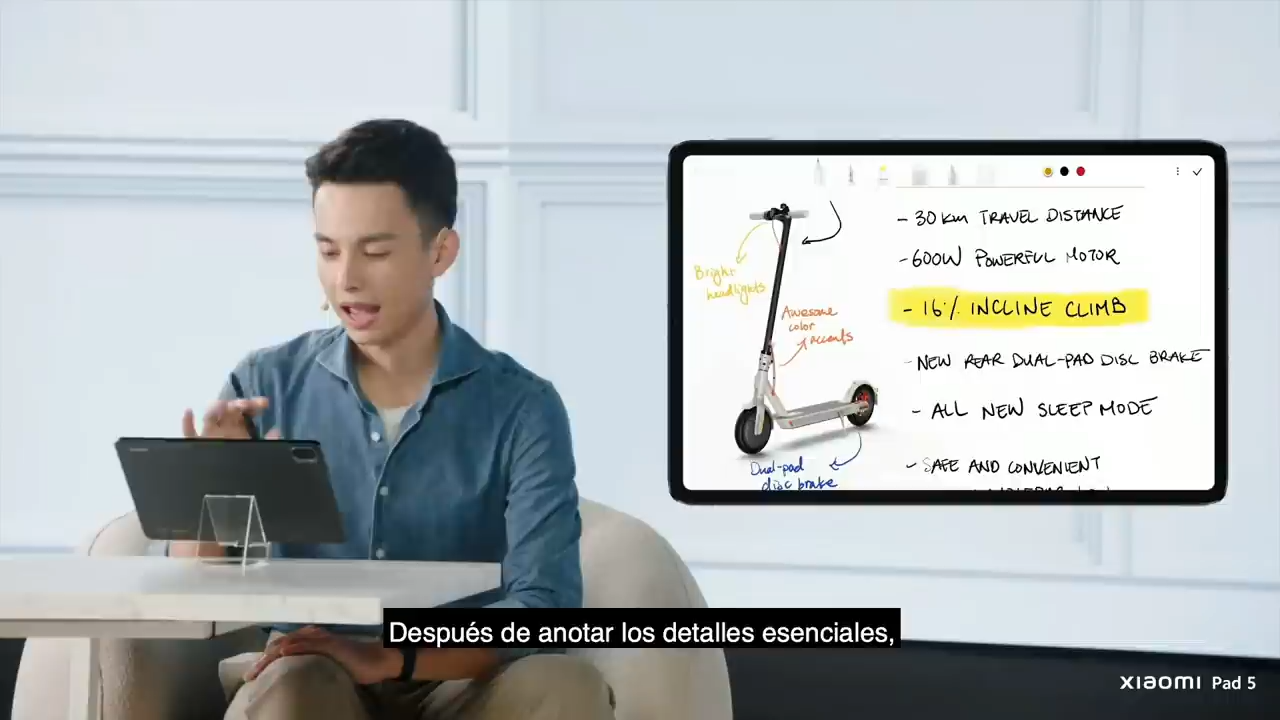 - 30 km TRAVEL DISTANCE
- 600W POWERFUL MOTOR
- 16% INCLINE CLIMB
- NEW REAR DUAL-PAD DISC BRAKE
- ALL NEW SLEEP MODE
- SAFE AND CONVENIENT
Bright
headlights
Awesome
color
accents
Dual-pad
disc brake
Después de anotar los detalles esenciales,
xiaomi Pad 5